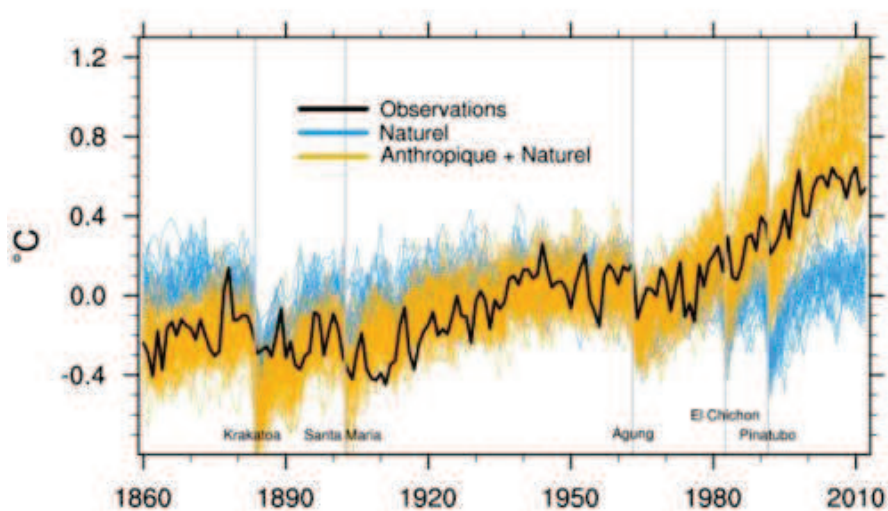 1.2
0.8
0.4
0.0
-0.4
°C
Observations
Naturel
Anthropique + Naturel
El Chichon
Krakatoa Santa Maria Agung Pinatubo
1860 1890 1920 1950 1980 2010